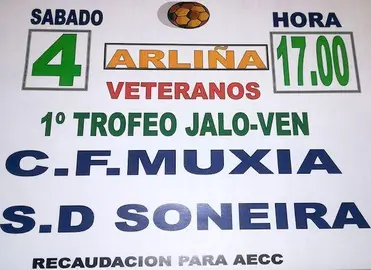 SABADO
HORA
4
ARLIÑA
17.00
VETERANOS
1º TROFEO JALO-VEN
C.F.MUXIA
S.D SONEIRA
RECAUDACION PARA AECC